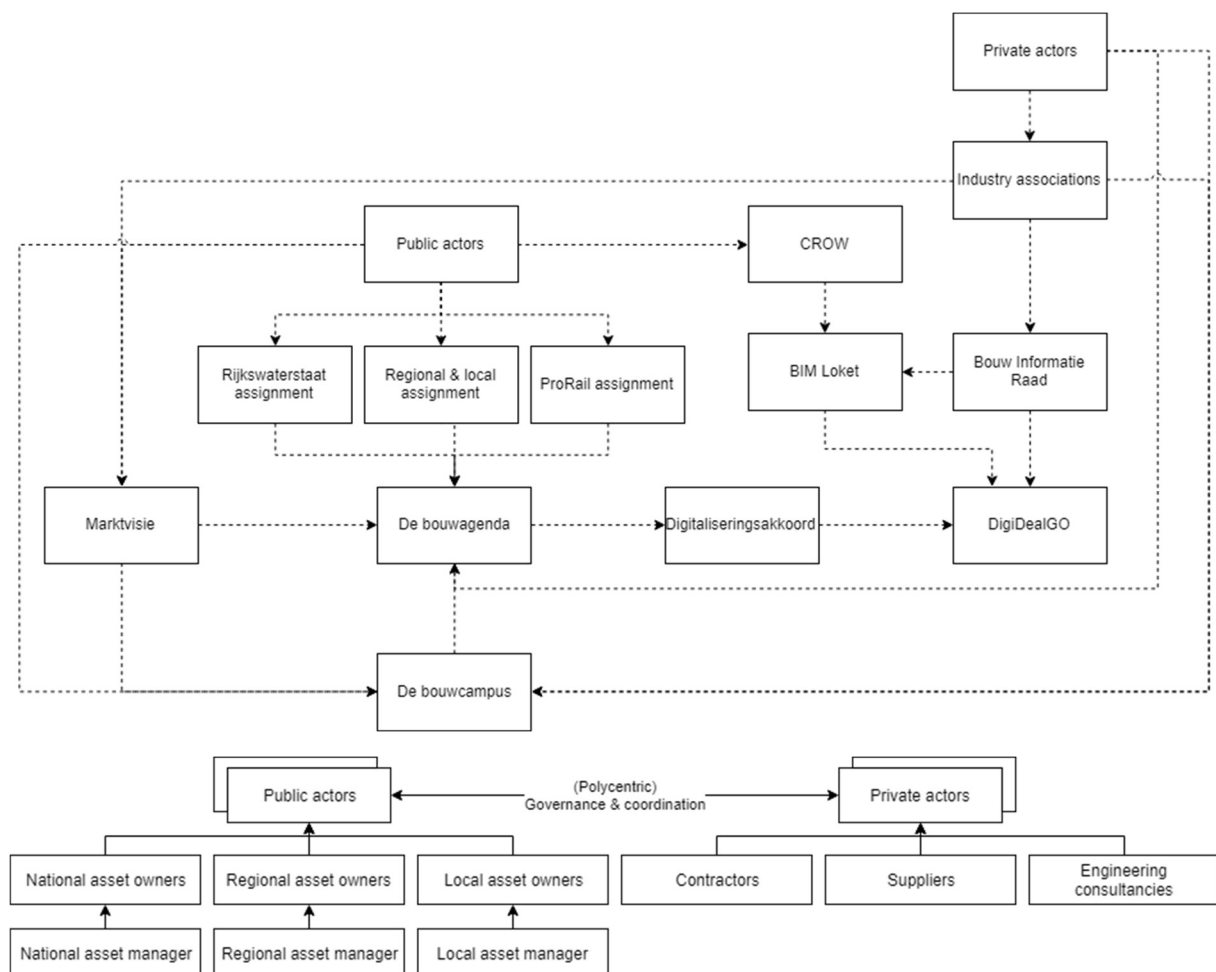 Private actors
Industry associations
Public actors
CROW
Rijkswaterstaat
assignment
Regional & local
assignment
ProRail assignment
BIM Loket
Bouw Informatie
Raad
Marktvisie
De bouwagenda
Digitaliseringsakkoord
DigiDealGO
De bouwcampus
Public actors
(Polycentric)
Governance & coordination
Private actors
National asset owners
Regional asset owners
Local asset owners
Contractors
Suppliers
Engineering
consultancies
National asset manager
Regional asset manager
Local asset manager